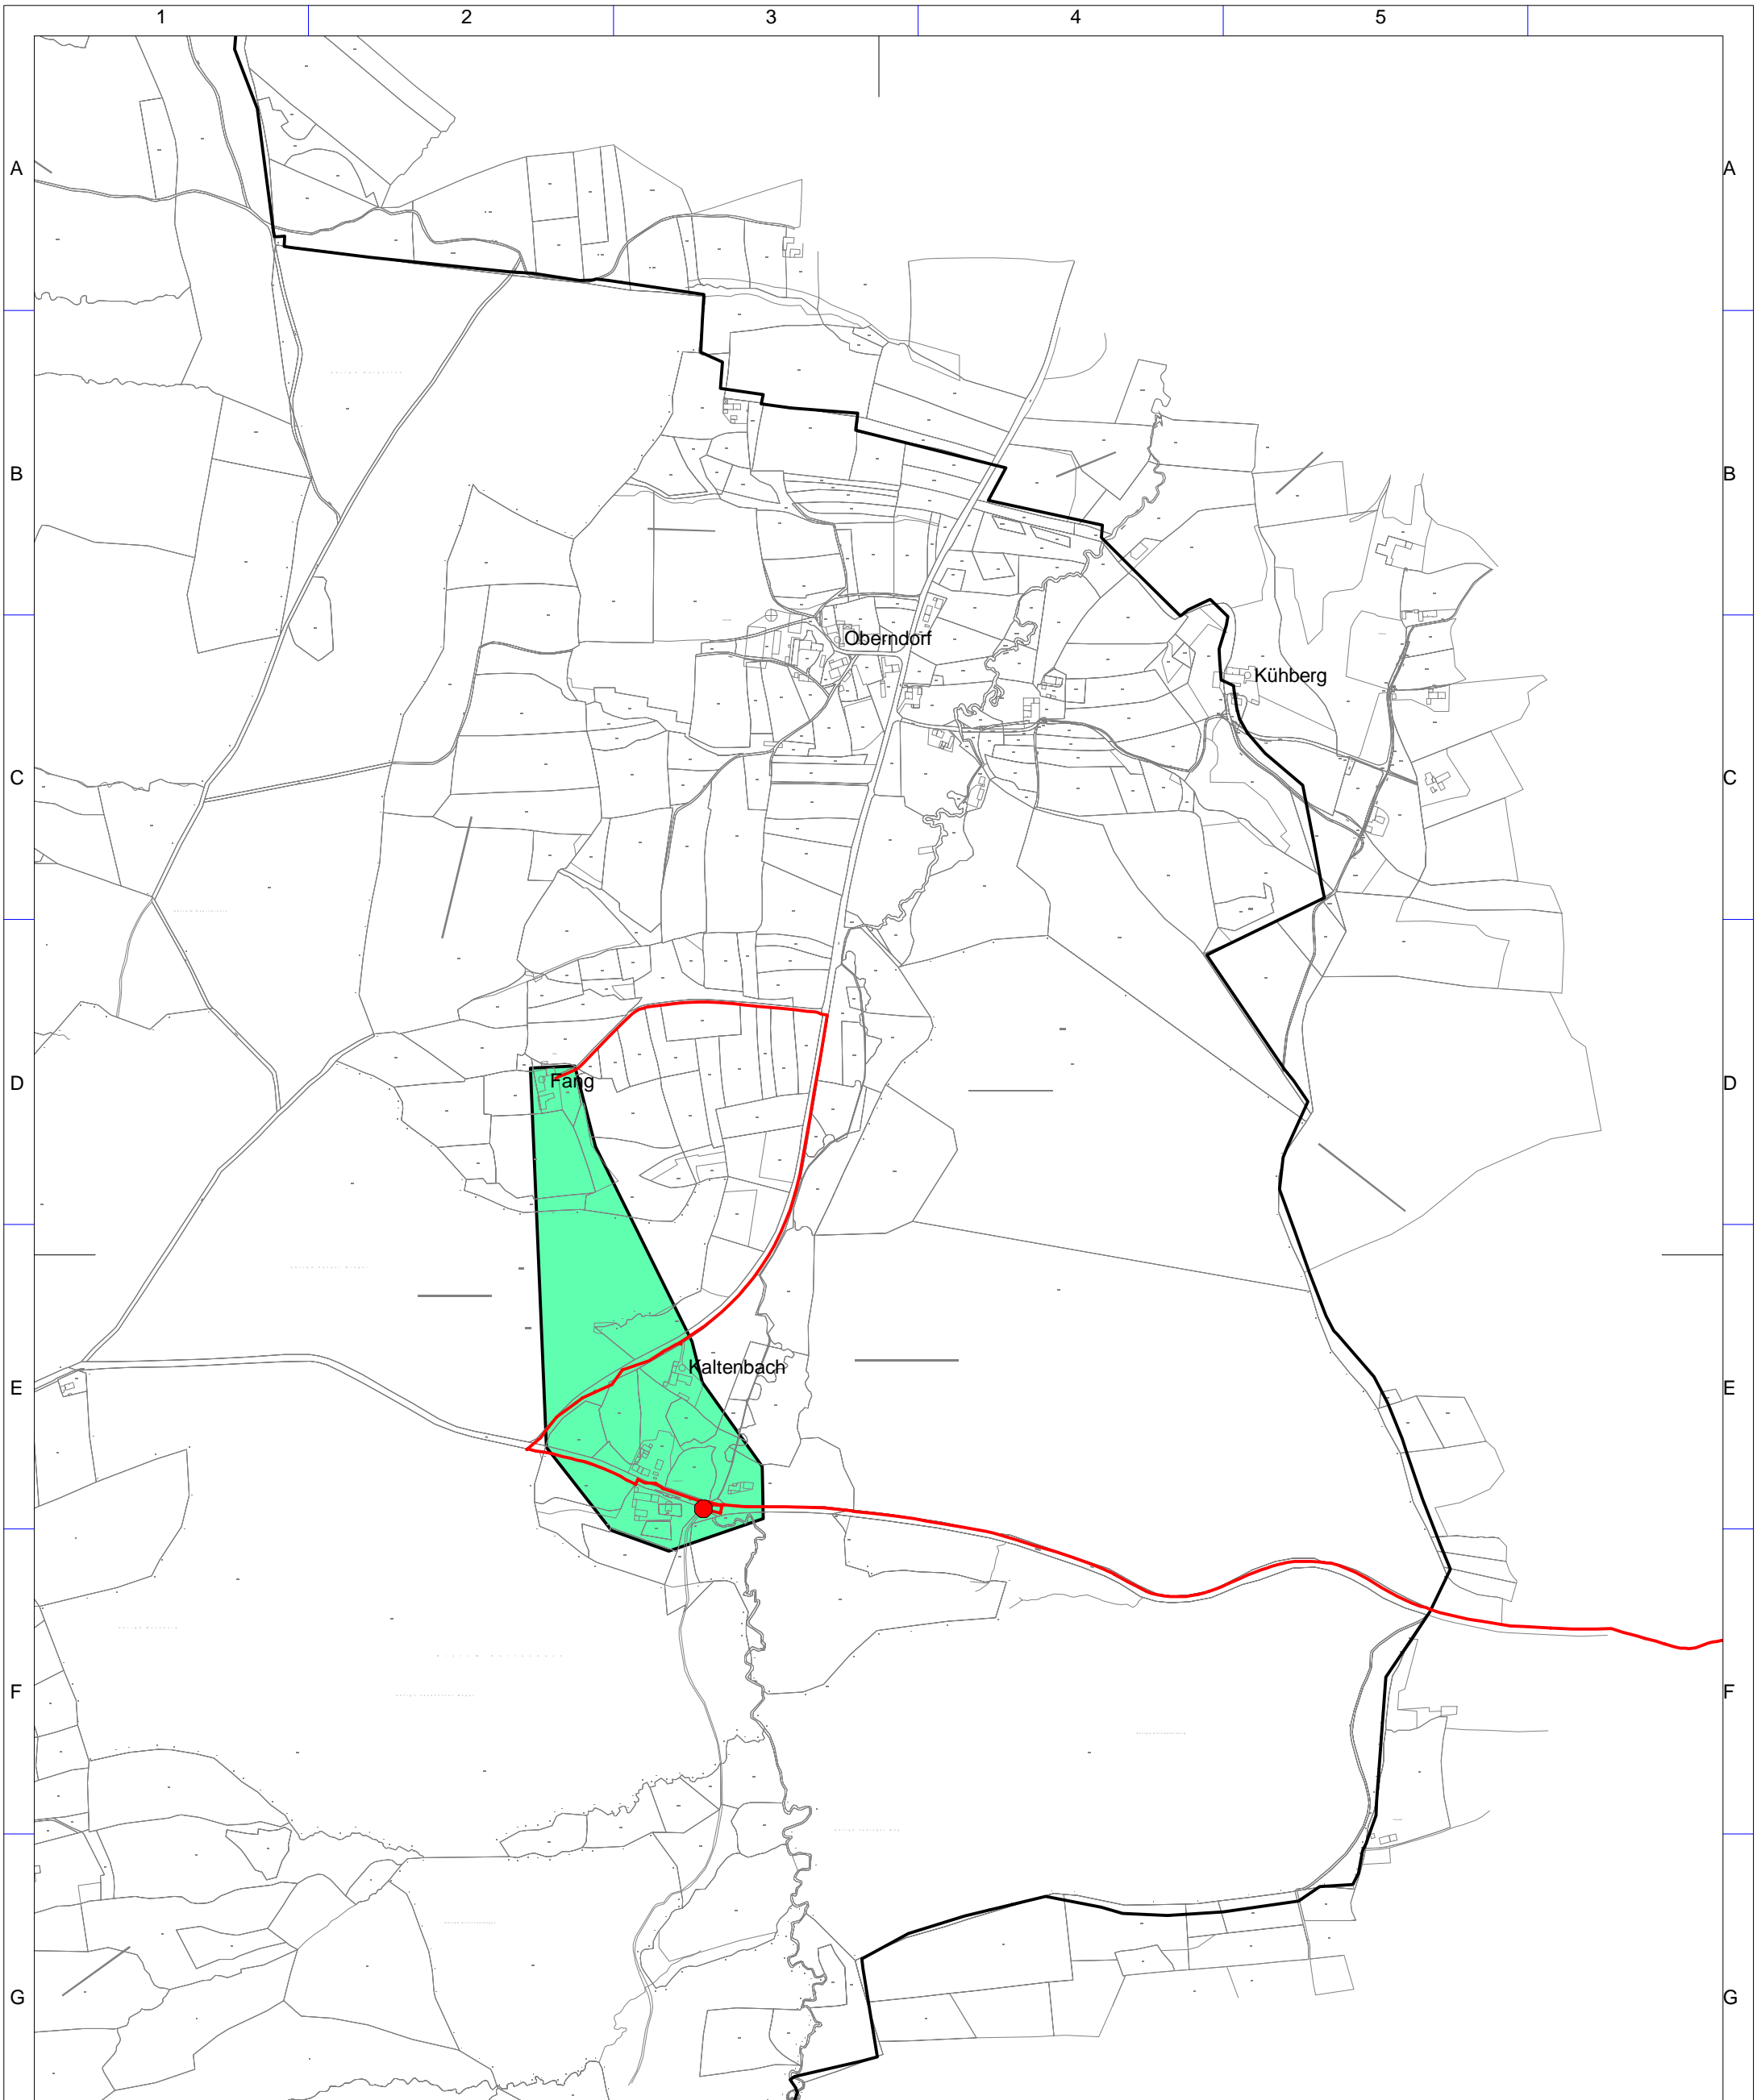 1 2 3 4 5
A A
B B
Oberndorf
Kühberg
C C
D D
Fang
Kaltenbach
E E
F F
G G